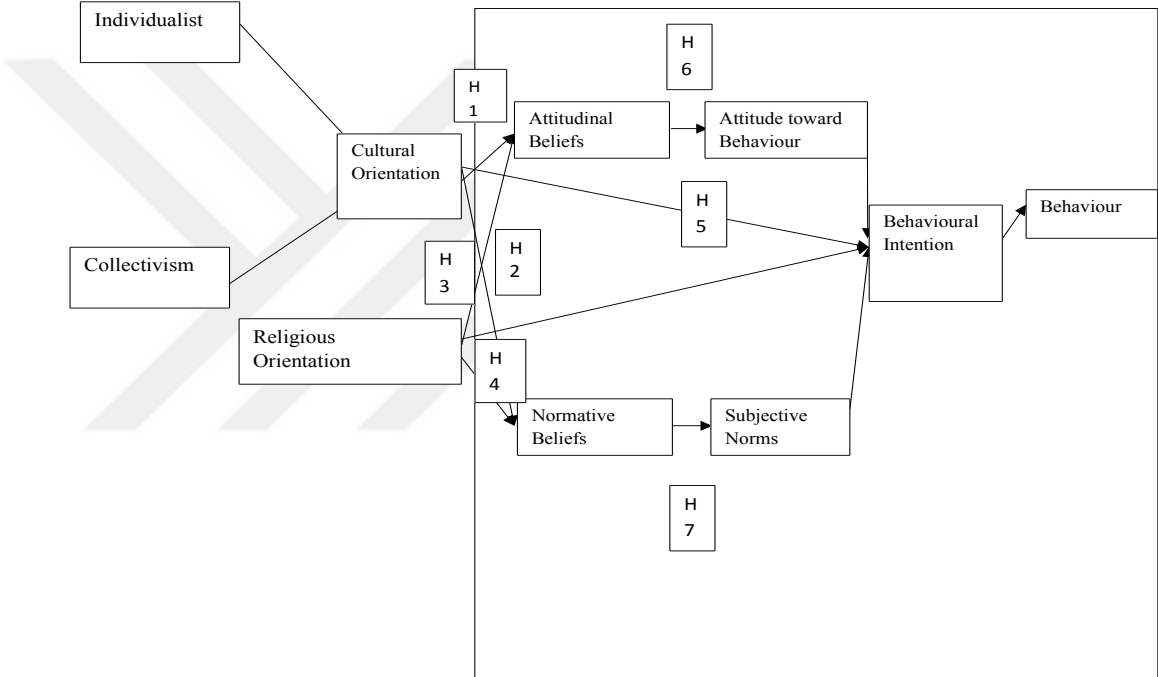 Individualist
H
6
H
1
Attitudinal
Beliefs
Attitude toward
Behaviour
Cultural
Orientation
H
5
Behaviour
Behavioural
Intention
Collectivism
H
3
H
2
Religious
Orientation
H
4
Normative
Beliefs
Subjective
Norms
H
7